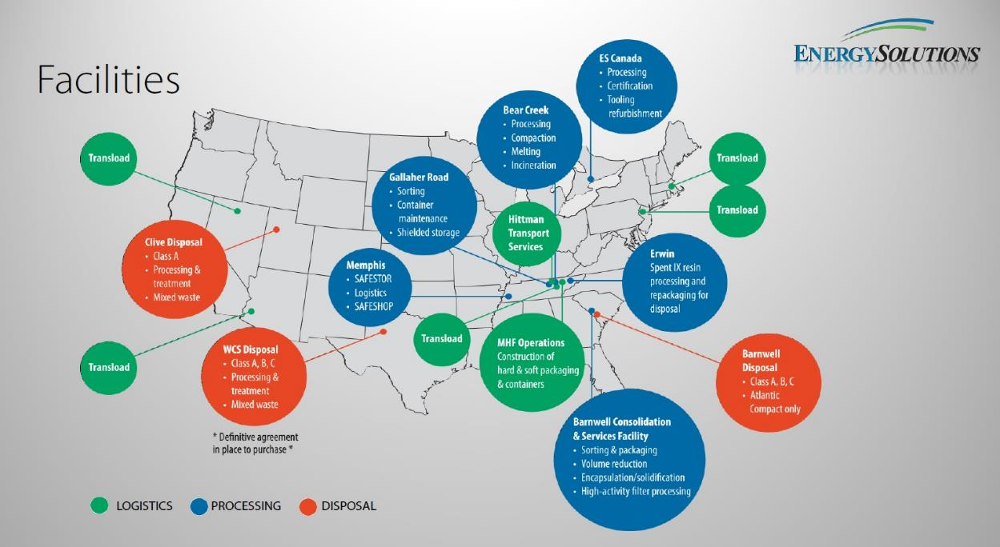 ENERGYSOLUTIONS
Facilities
ES Canada
• Processing
• Certification
• Tooling
refurbishment
Bear Creek
• Processing
• Compaction
• Melting
• Incineration
Transload
Transload
Gallaher Road
• Sorting
• Container
maintenance
• Shielded storage
Transload
Hittman
Transport
Services
Clive Disposal
• Class A
• Processing &
treatment
• Mixed waste
Memphis
• SAFESTOR
• Logistics
• SAFESHOP
Erwin
Spent IX resin
processing and
repackaging for
disposal
Transload
WCS Disposal
• Class A, B, C
• Processing &
treatment
• Mixed waste
* Definitive agreement
in place to purchase *
Transload
MHF Operations
Construction of
hard & soft packaging
& containers
Barnwell
Disposal
• Class A, B, C
• Atlantic
Compact only
Barnwell Consolidation
& Services Facility
• Sorting & packaging
• Volume reduction
• Encapsulation/solidification
• High-activity filter processing
LOGISTICS
PROCESSING
DISPOSAL